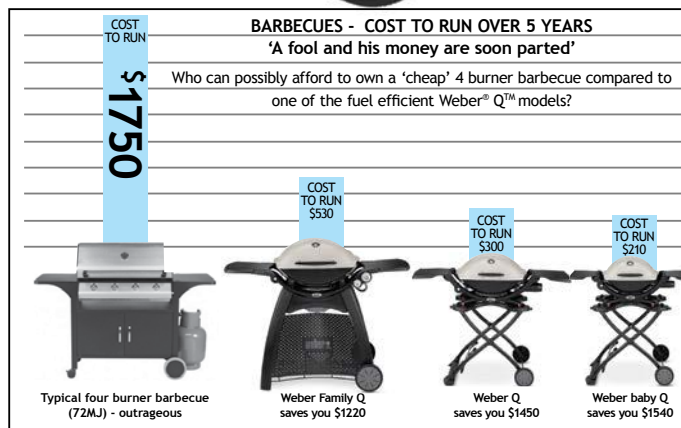 BARBECUES - COST TO RUN OVER 5 YEARS
'A fool and his money are soon parted'
Who can possibly afford to own a 'cheap' 4 burner barbecue compared to
one of the fuel efficient Weber® Q™ models?
COST
TO RUN
$1750
COST
TO RUN
$530
COST
TO RUN
$300
COST
TO RUN
$210
Typical four burner barbecue
(72MJ) - outrageous
Weber Family Q
saves you $1220
Weber Q
saves you $1450
Weber baby Q
saves you $1540